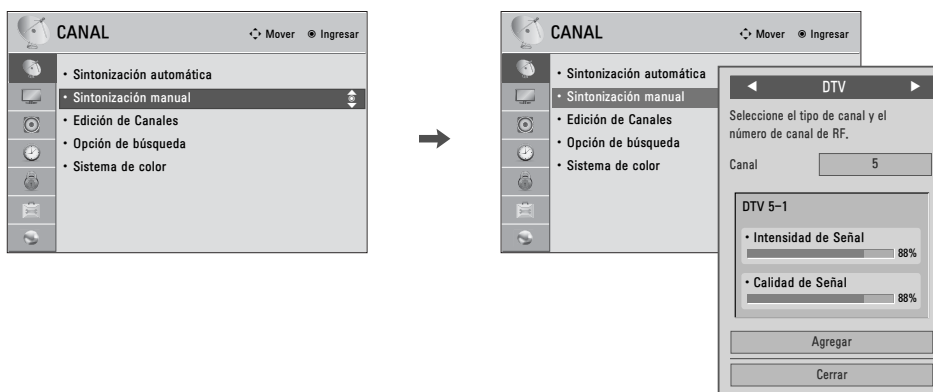 CANAL
Mover
Ingresar
• Sintonización automática
• Sintonización manual
• Edición de Canales
• Opción de búsqueda
• Sistema de color
CANAL
Mover
Ingresar
• Sintonización automática
• Sintonización manual
• Edición de Canales
• Opción de búsqueda
• Sistema de color
DTV
Seleccione el tipo de canal y el
número de canal de RF.
Canal 5
DTV 5-1
• Intensidad de Señal
88%
• Calidad de Señal
88%
Agregar
Cerrar